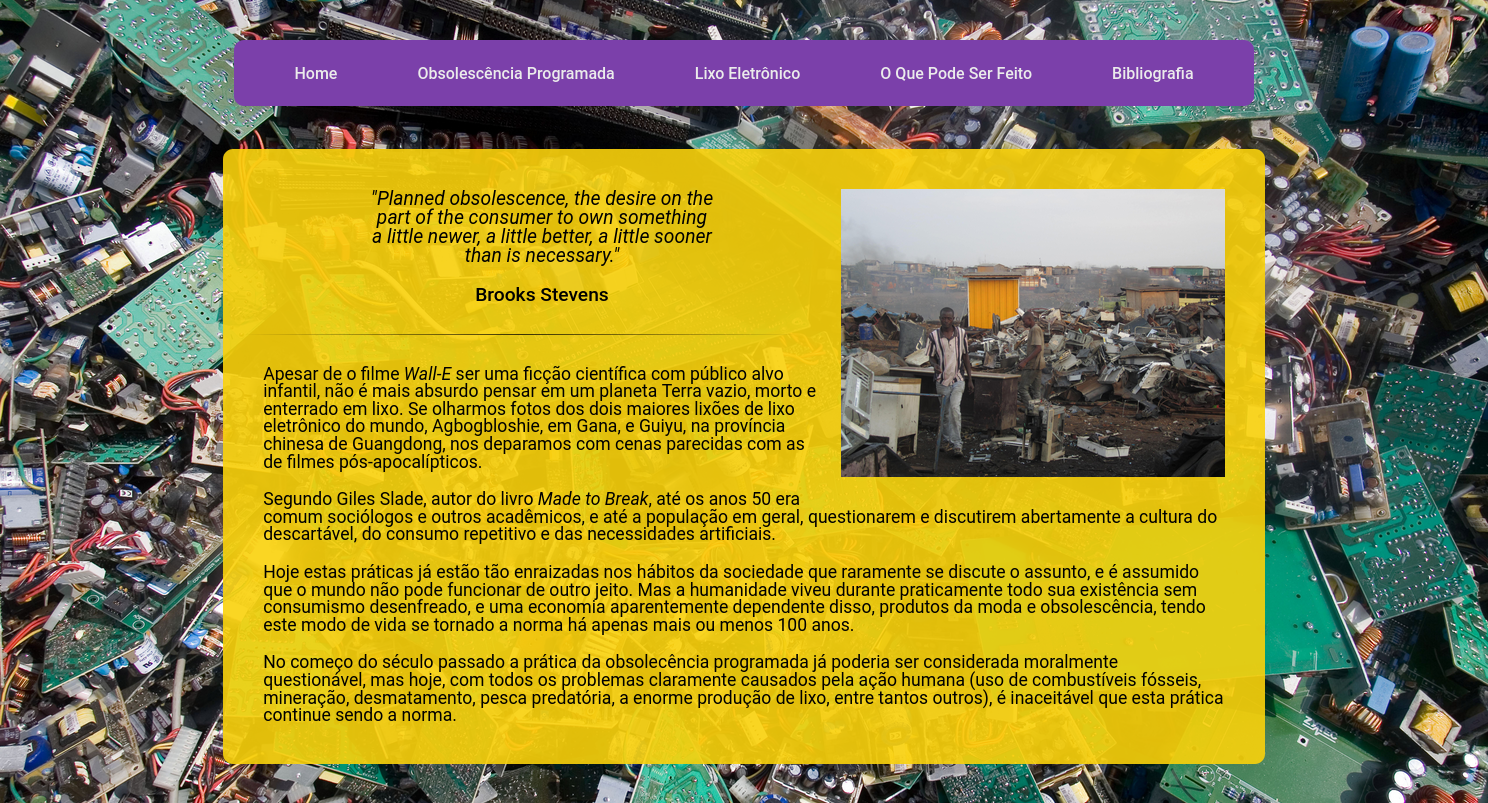 Home Obsolescência Programada Lixo Eletrônico O Que Pode Ser Feito Bibliografia
"Planned obsolescence, the desire on the
part of the consumer to own something
a little newer, a little better, a little sooner
than is necessary."
Brooks Stevens
Apesar de o filme Wall-E ser uma ficção científica com público alvo
infantil, não é mais absurdo pensar em um planeta Terra vazio, morto e
enterrado em lixo. Se olharmos fotos dos dois maiores lixões de lixo
eletrônico do mundo, Agbogbloshie, em Gana, e Guiyu, na província
chinesa de Guangdong, nos deparamos com cenas parecidas com as
de filmes pós-apocalípticos.
Segundo Giles Slade, autor do livro Made to Break, até os anos 50 era
comum sociólogos e outros acadêmicos, e até a população em geral, questionarem e discutirem abertamente a cultura do
descartável, do consumo repetitivo e das necessidades artificiais.
Hoje estas práticas já estão tão enraizadas nos hábitos da sociedade que raramente se discute o assunto, e é assumido
que o mundo não pode funcionar de outro jeito. Mas a humanidade viveu durante praticamente todo sua existência sem
consumismo desenfreado, e uma economia aparentemente dependente disso, produtos da moda e obsolescência, tendo
este modo de vida se tornado a norma há apenas mais ou menos 100 anos.
No começo do século passado a prática da obsolecência programada já poderia ser considerada moralmente
questionável, mas hoje, com todos os problemas claramente causados pela ação humana (uso de combustíveis fósseis,
mineração, desmatamento, pesca predatória, a enorme produção de lixo, entre tantos outros), é inaceitável que esta prática
continue sendo a norma.